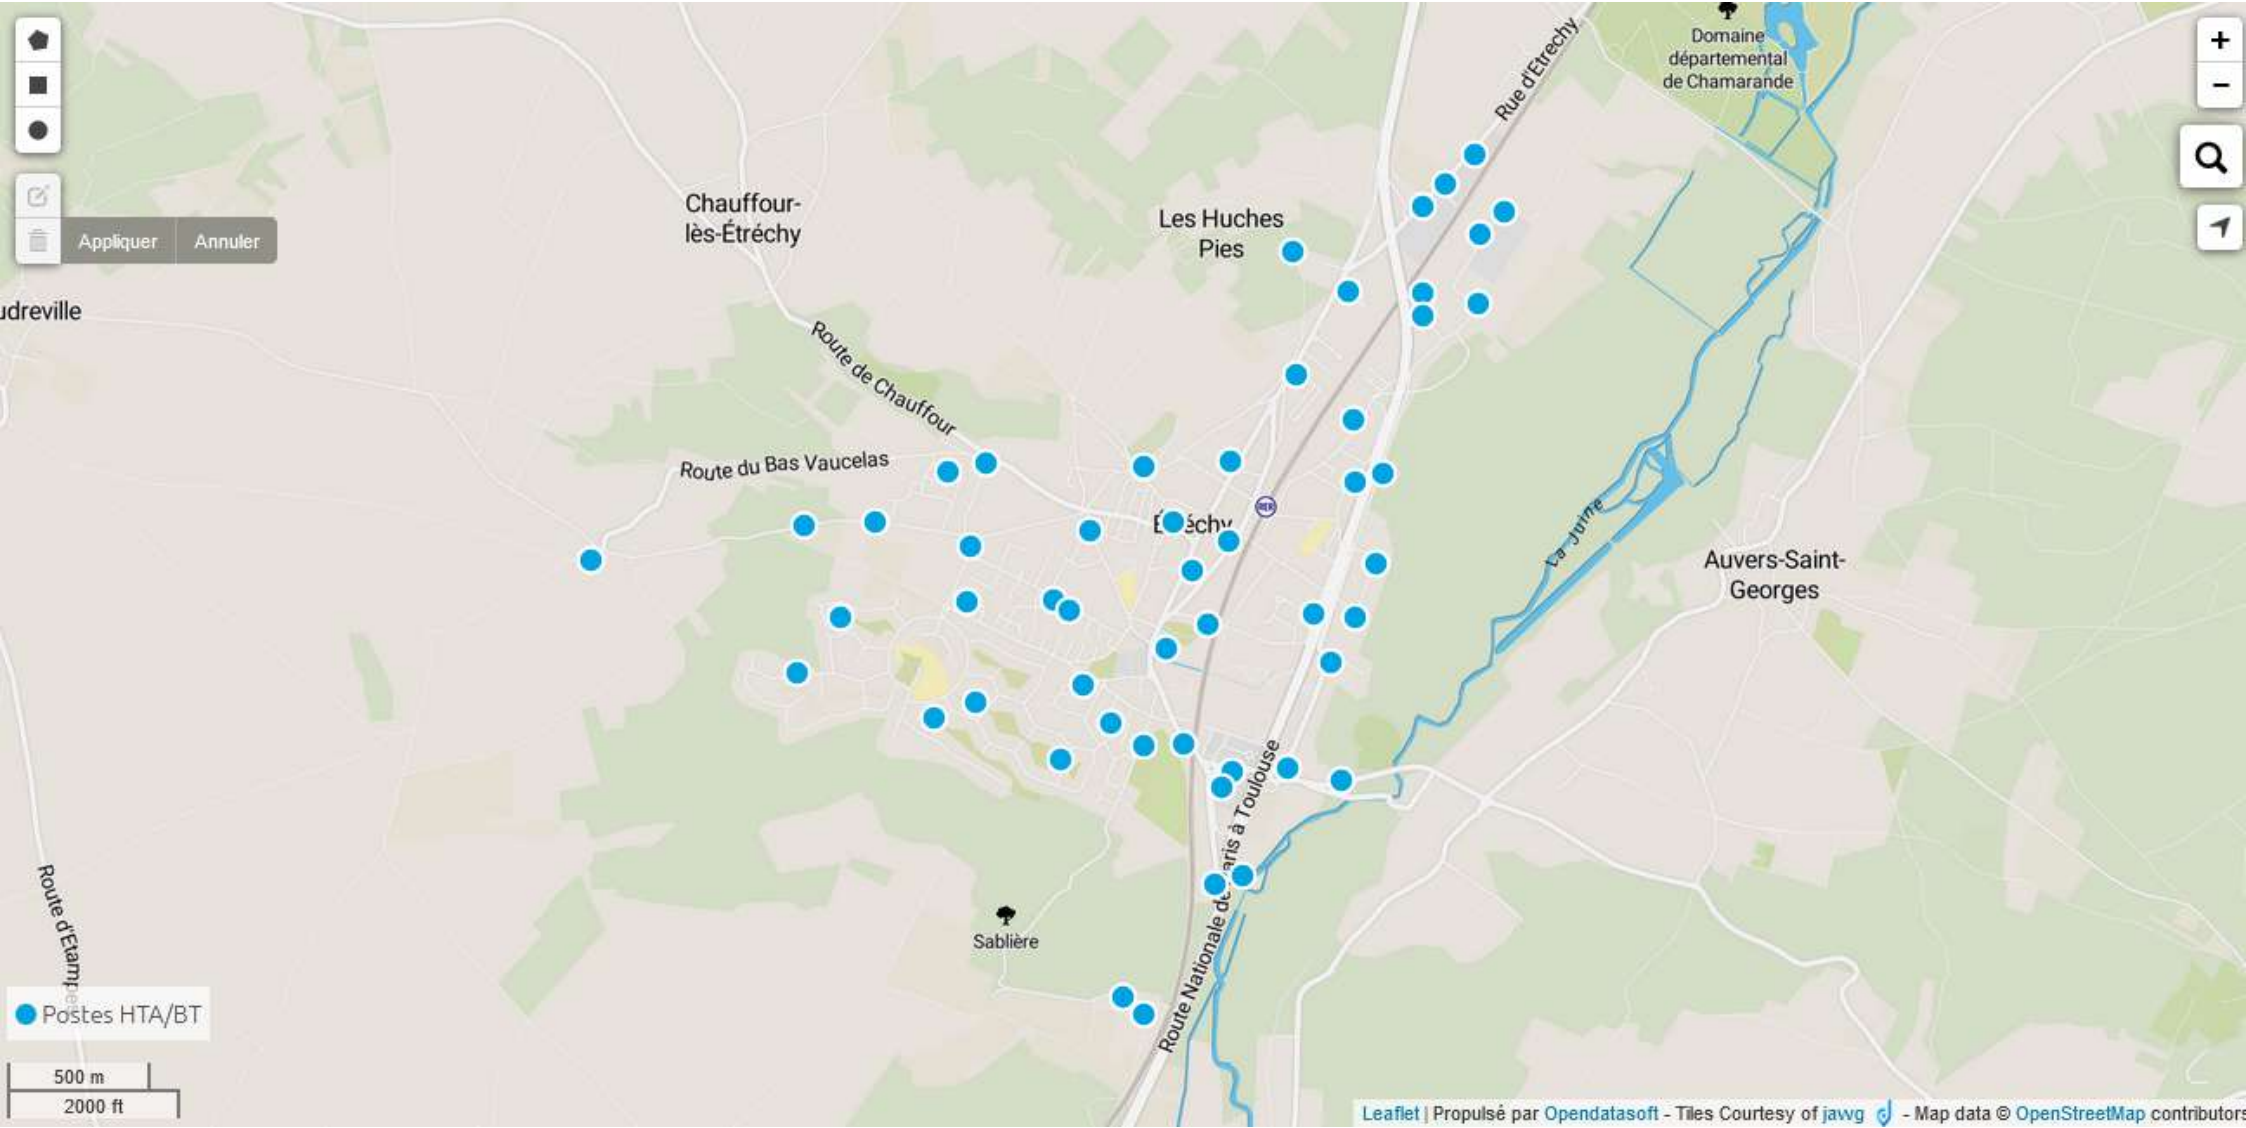 Domaine
départemental
de Chamarande
+
−
Rue d'Etrechy
Chauffour-
lès-Étréchy
Les Huches
Pies
Appliquer Annuler
udreville
Route de Chauffour
Route du Bas Vaucelas
RER
La Juine
Auvers-Saint-
Georges
Route Nationale de Paris à Toulouse
Route d'Etampes
Sablière
Postes HTA/BT
500 m
2000 ft
Leaflet | Propulsé par Opendatasoft - Tiles Courtesy of jawg - Map data © OpenStreetMap contributors